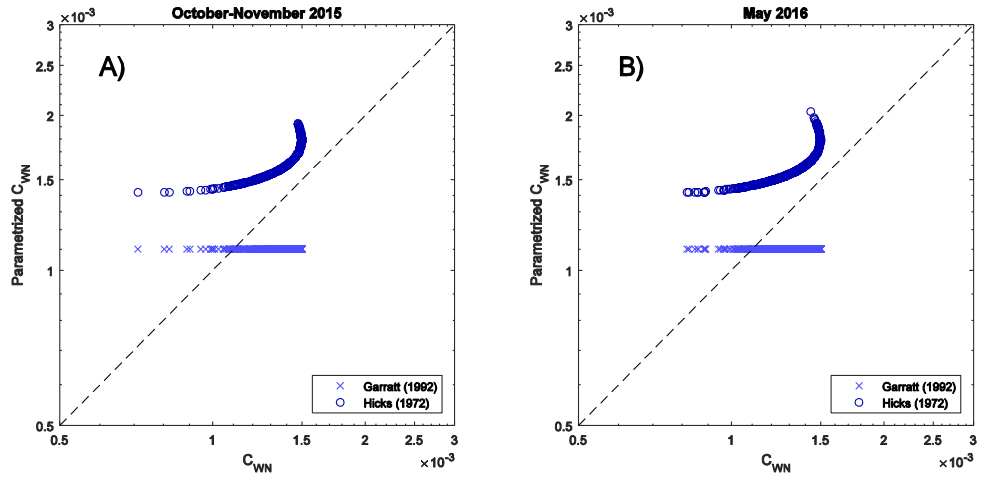 October-November 2015
×10⁻³
3
2.5
2
1.5
1
0.5
Parametrized C_WN
A)
Garratt (1992)
Hicks (1972)
0.5 1 1.5 2 2.5 3
×10⁻³
C_WN
May 2016
×10⁻³
3
2.5
2
1.5
1
0.5
Parametrized C_WN
B)
Garratt (1992)
Hicks (1972)
0.5 1 1.5 2 2.5 3
×10⁻³
C_WN